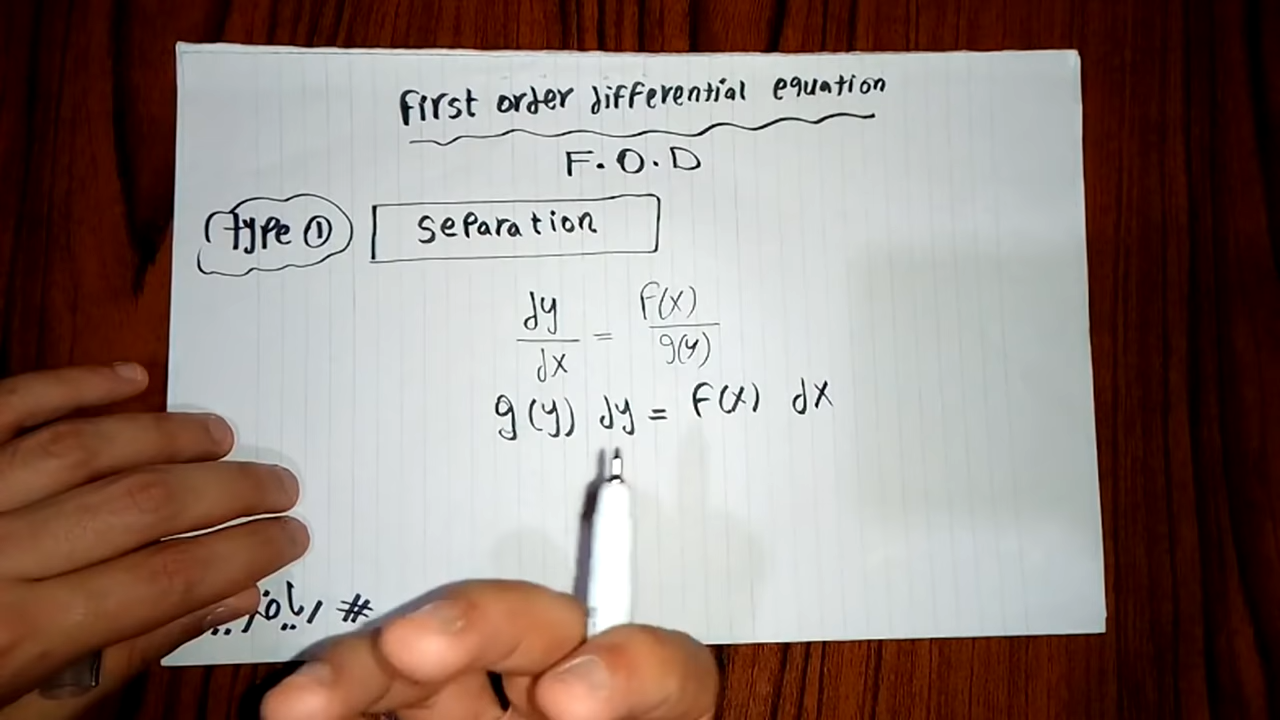 First order differential equation
F.O.D
Type ① Separation
dy/dx = F(x)/g(y)
g(y) dy = F(x) dx
#